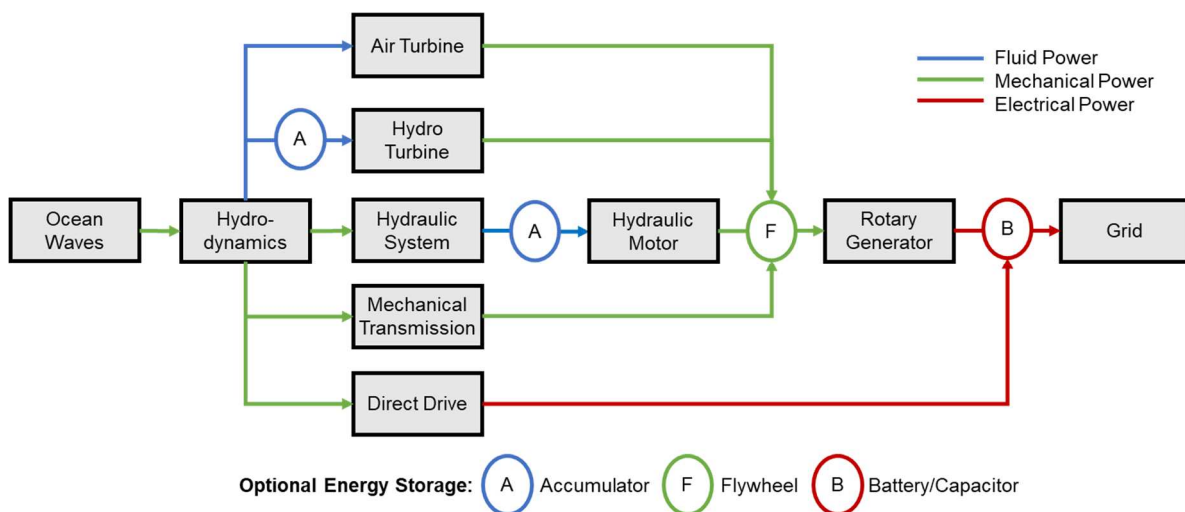 Air Turbine
Fluid Power
Mechanical Power
Electrical Power
A
Hydro
Turbine
Ocean
Waves
Hydro-
dynamics
Hydraulic
System
A
Hydraulic
Motor
F
Rotary
Generator
B
Grid
Mechanical
Transmission
Direct Drive
Optional Energy Storage: A Accumulator F Flywheel B Battery/Capacitor